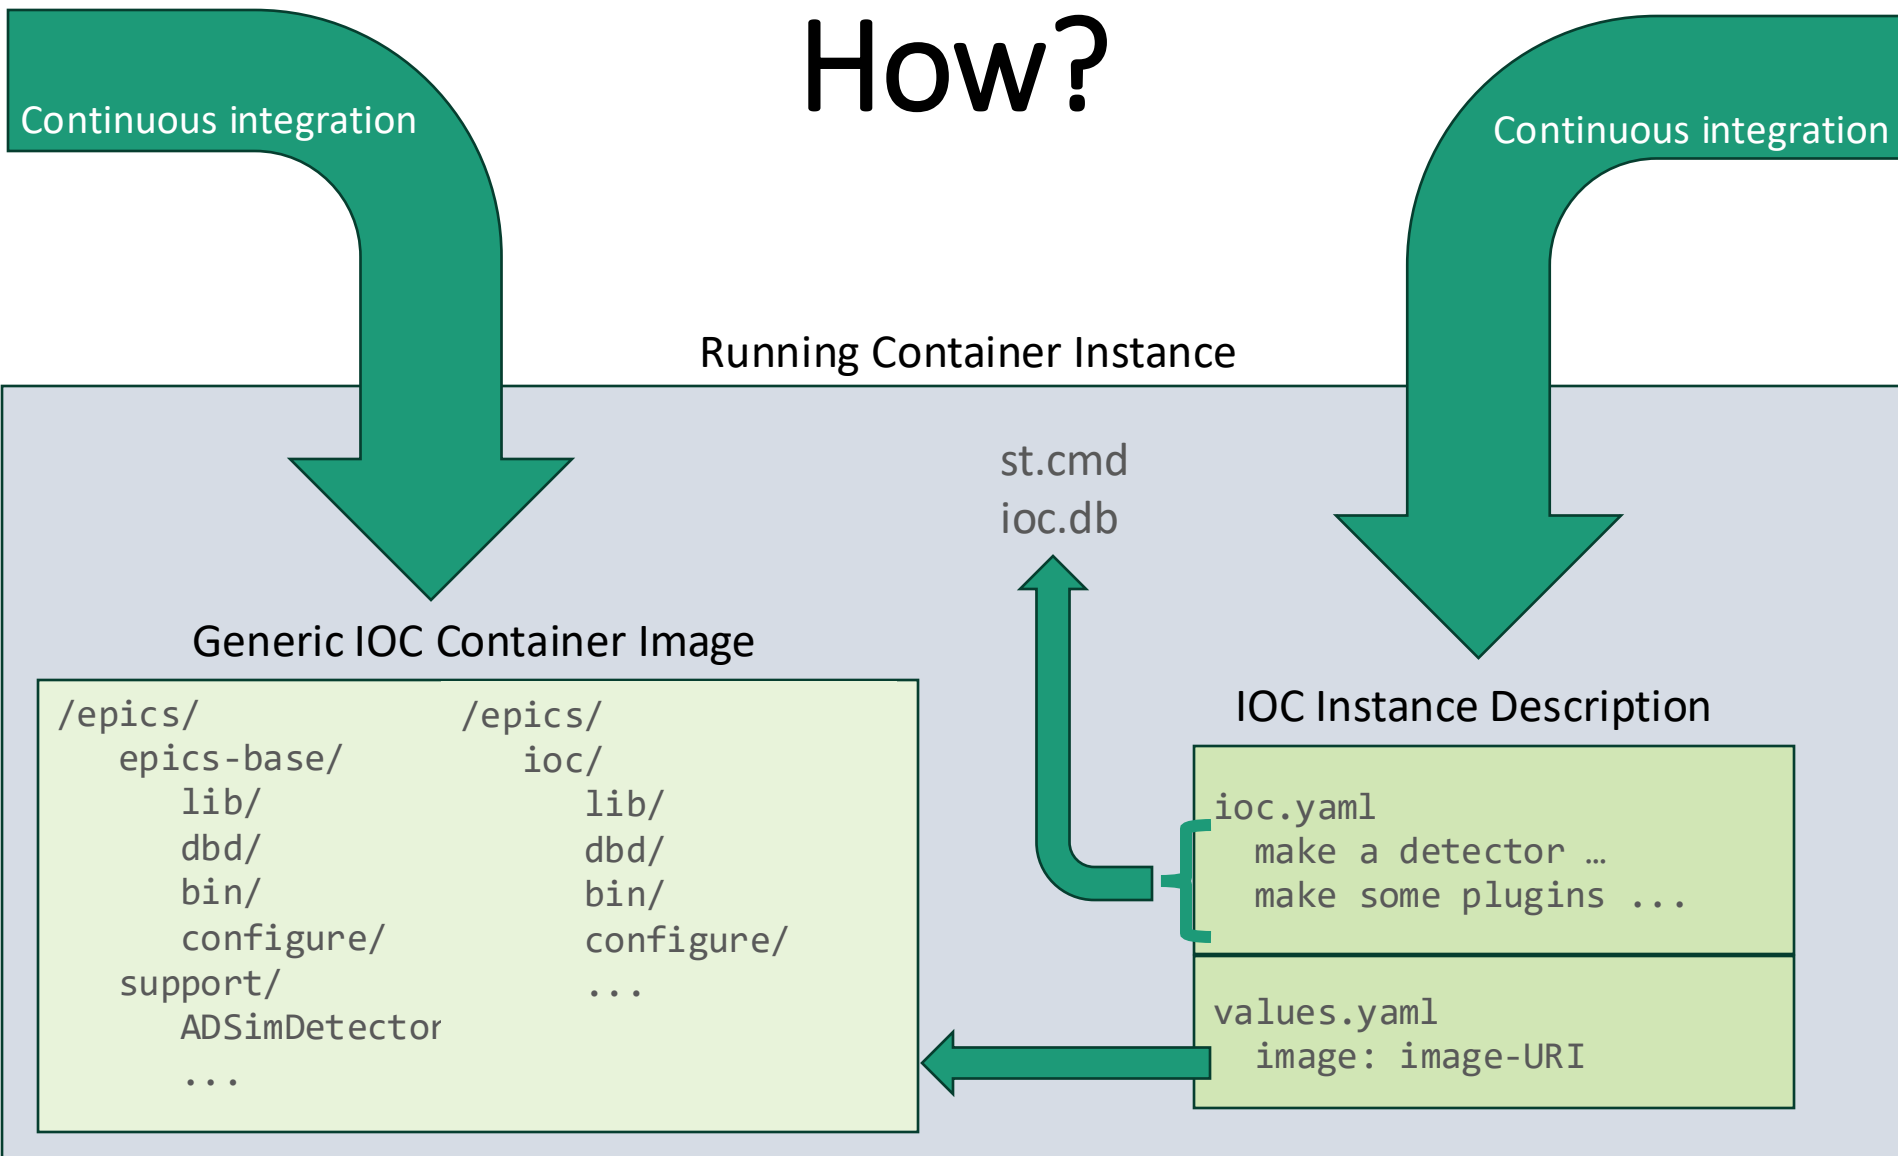 How?
Continuous integration
Continuous integration
Running Container Instance
st.cmd
ioc.db
Generic IOC Container Image
/epics/
epics-base/
lib/
dbd/
bin/
configure/
support/
ADSimDetector
...
/epics/
ioc/
lib/
dbd/
bin/
configure/
...
IOC Instance Description
ioc.yaml
make a detector …
make some plugins ...
values.yaml
image: image-URI